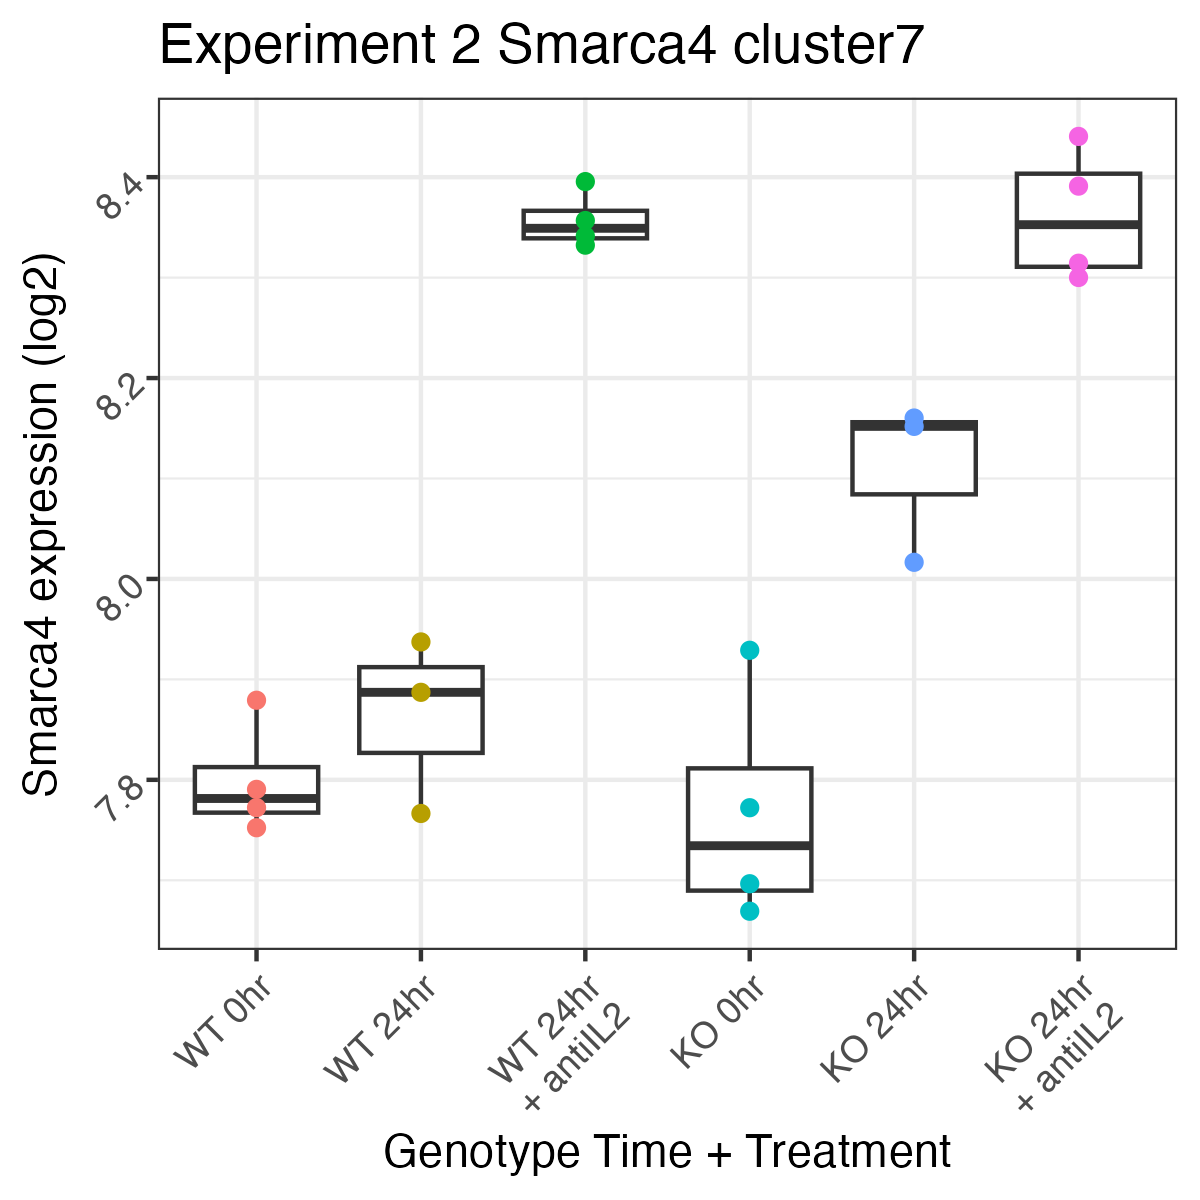 Experiment 2 Smarca4 cluster7
Smarca4 expression (log2)
8.4
8.2
8.0
7.8
WT 0hr
WT 24hr
WT 24hr
+ antiIL2
KO 0hr
KO 24hr
KO 24hr
+ antiIL2
Genotype Time + Treatment